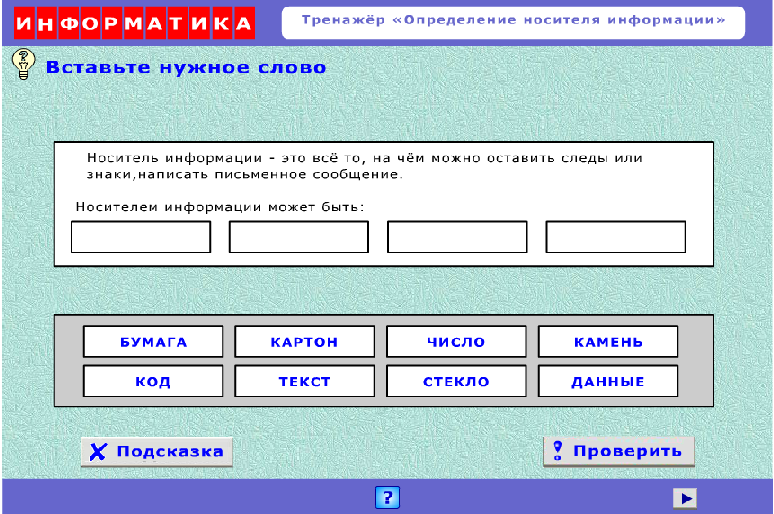 ИНФОРМАТИКА
Тренажёр «Определение носителя информации»
Вставьте нужное слово
Носитель информации - это всё то, на чём можно оставить следы или
знаки,написать письменное сообщение.
Носителем информации может быть:
БУМАГА КАРТОН ЧИСЛО КАМЕНЬ
КОД ТЕКСТ СТЕКЛО ДАННЫЕ
Подсказка Проверить
?